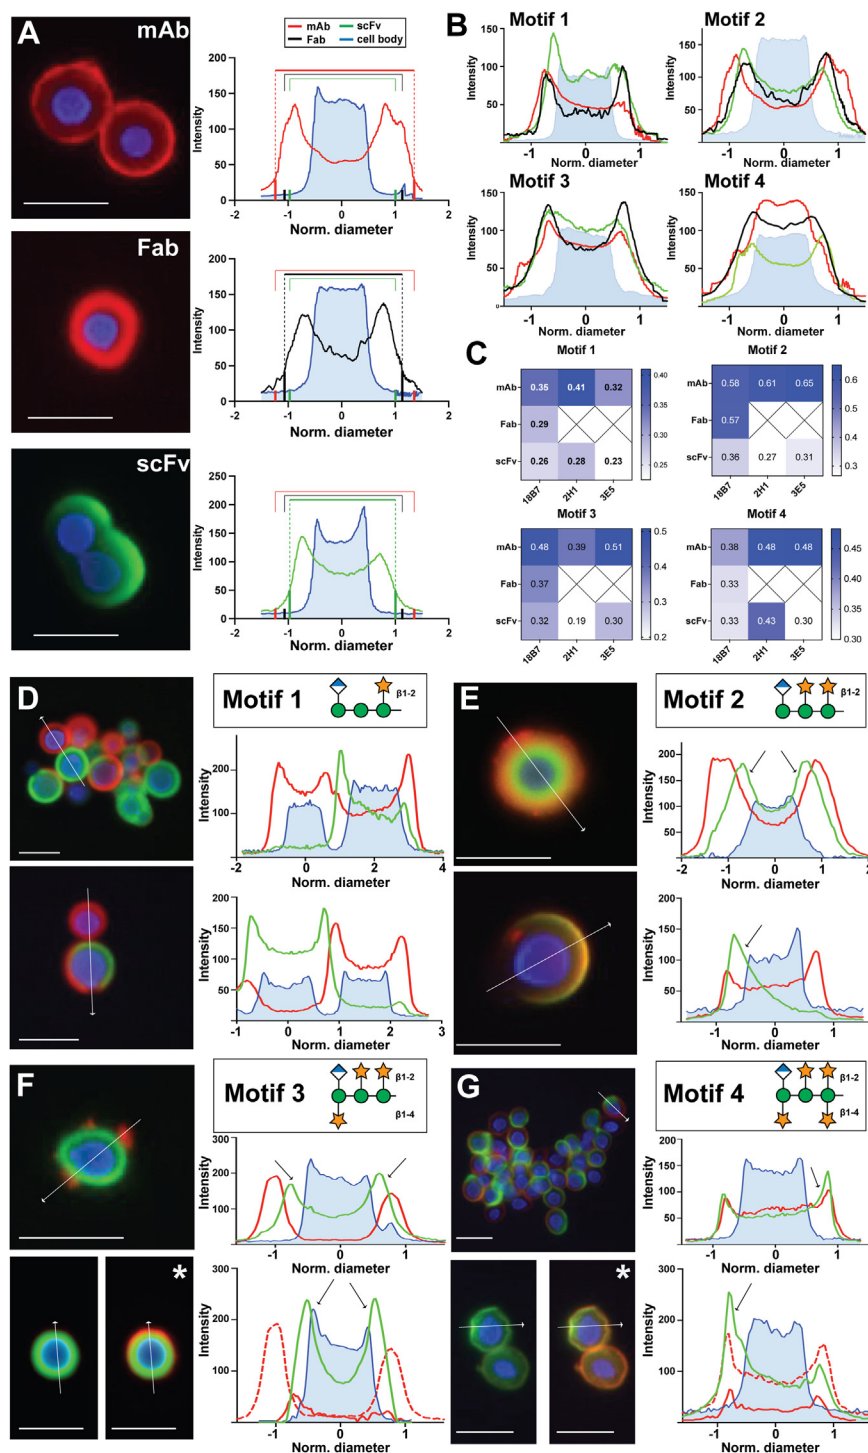 A
mAb
mAb
scFv
Fab
cell body
Intensity
200
150
100
50
0
-2
-1
0
1
2
Norm. diameter
Fab
Intensity
200
150
100
50
0
-2
-1
0
1
2
Norm. diameter
scFv
Intensity
250
200
150
100
50
0
-2
-1
0
1
2
Norm. diameter
B
Motif 1
Motif 2
Intensity
150
100
50
-1
0
1
Norm. diameter
Intensity
150
100
50
-1
0
1
Norm. diameter
Motif 3
Motif 4
Intensity
150
100
50
0
-1
0
1
Norm. diameter
Intensity
150
100
50
-1
0
1
Norm. diameter
C
Motif 1
mAb
0.35
0.41
0.32
Fab
0.29
scFv
0.26
0.28
0.23
18B7
2H1
3E5
0.40
0.35
0.30
0.25
Motif 2
mAb
0.58
0.61
0.65
Fab
0.57
scFv
0.36
0.27
0.31
18B7
2H1
3E5
0.6
0.5
0.4
0.3
Motif 3
mAb
0.48
0.39
0.51
Fab
0.37
scFv
0.32
0.19
0.30
18B7
2H1
3E5
0.5
0.4
0.3
0.2
Motif 4
mAb
0.38
0.48
0.48
Fab
0.33
scFv
0.33
0.43
0.30
18B7
2H1
3E5
0.45
0.40
0.35
D
Motif 1
β1-2
Intensity
200
100
-2
0
2
4
Norm. diameter
Intensity
200
150
100
50
-1
0
1
2
3
Norm. diameter
E
Motif 2
β1-2
Intensity
200
150
100
50
-2
-1
0
1
2
Norm. diameter
Intensity
200
150
100
50
-1
0
1
Norm. diameter
F
Motif 3
β1-2
β1-4
Intensity
300
200
100
-1
0
1
*
Intensity
300
200
100
0
-1
0
1
Norm. diameter
G
Motif 4
β1-2
β1-4
Intensity
300
200
100
-1
0
1
Norm. diameter
*
Intensity
300
200
100
-1
0
1
Norm. diameter